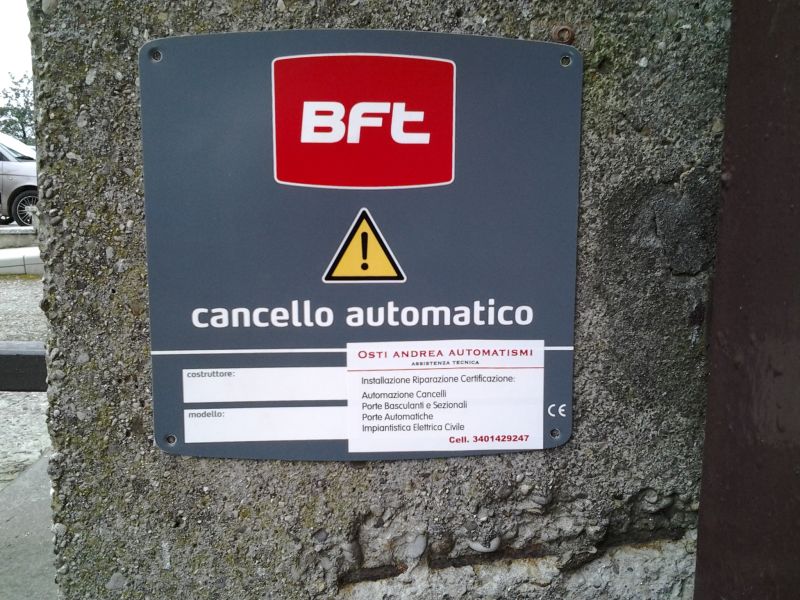 BFt
!
cancello automatico
costruttore:
modello:
OSTI ANDREA AUTOMATISMI
ASSISTENZA TECNICA
Installazione Riparazione Certificazione:
Automazione Cancelli
Porte Basculanti e Sezionali
Porte Automatiche
Impiantistica Elettrica Civile
Cell. 3401429247
CE